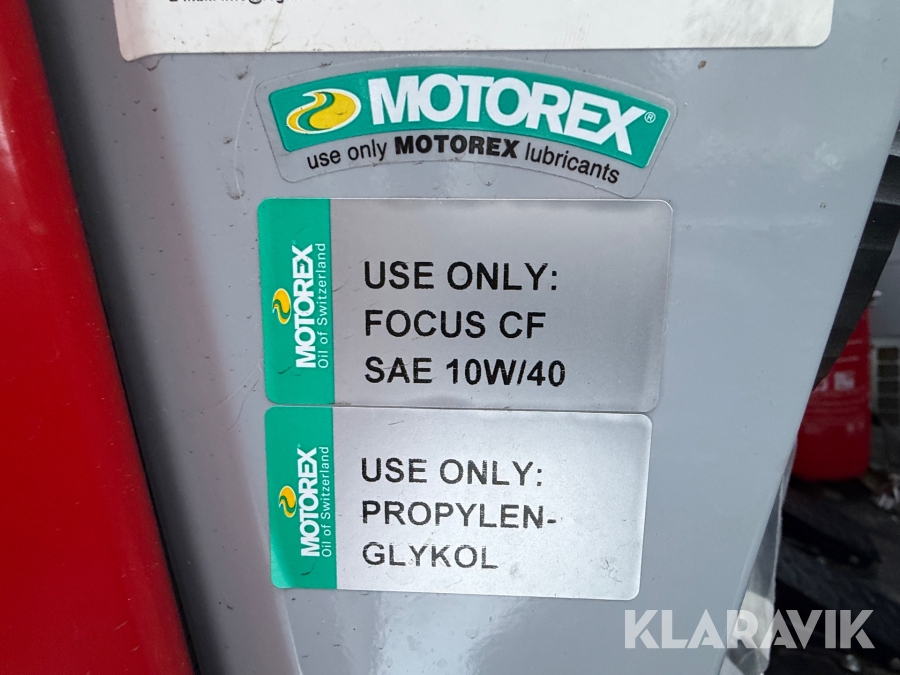 MOTOREX®
use only MOTOREX lubricants
MOTOREX
Oil of Switzerland
USE ONLY:
FOCUS CF
SAE 10W/40
MOTOREX
Oil of Switzerland
USE ONLY:
PROPYLEN-
GLYKOL
KLARAVIK